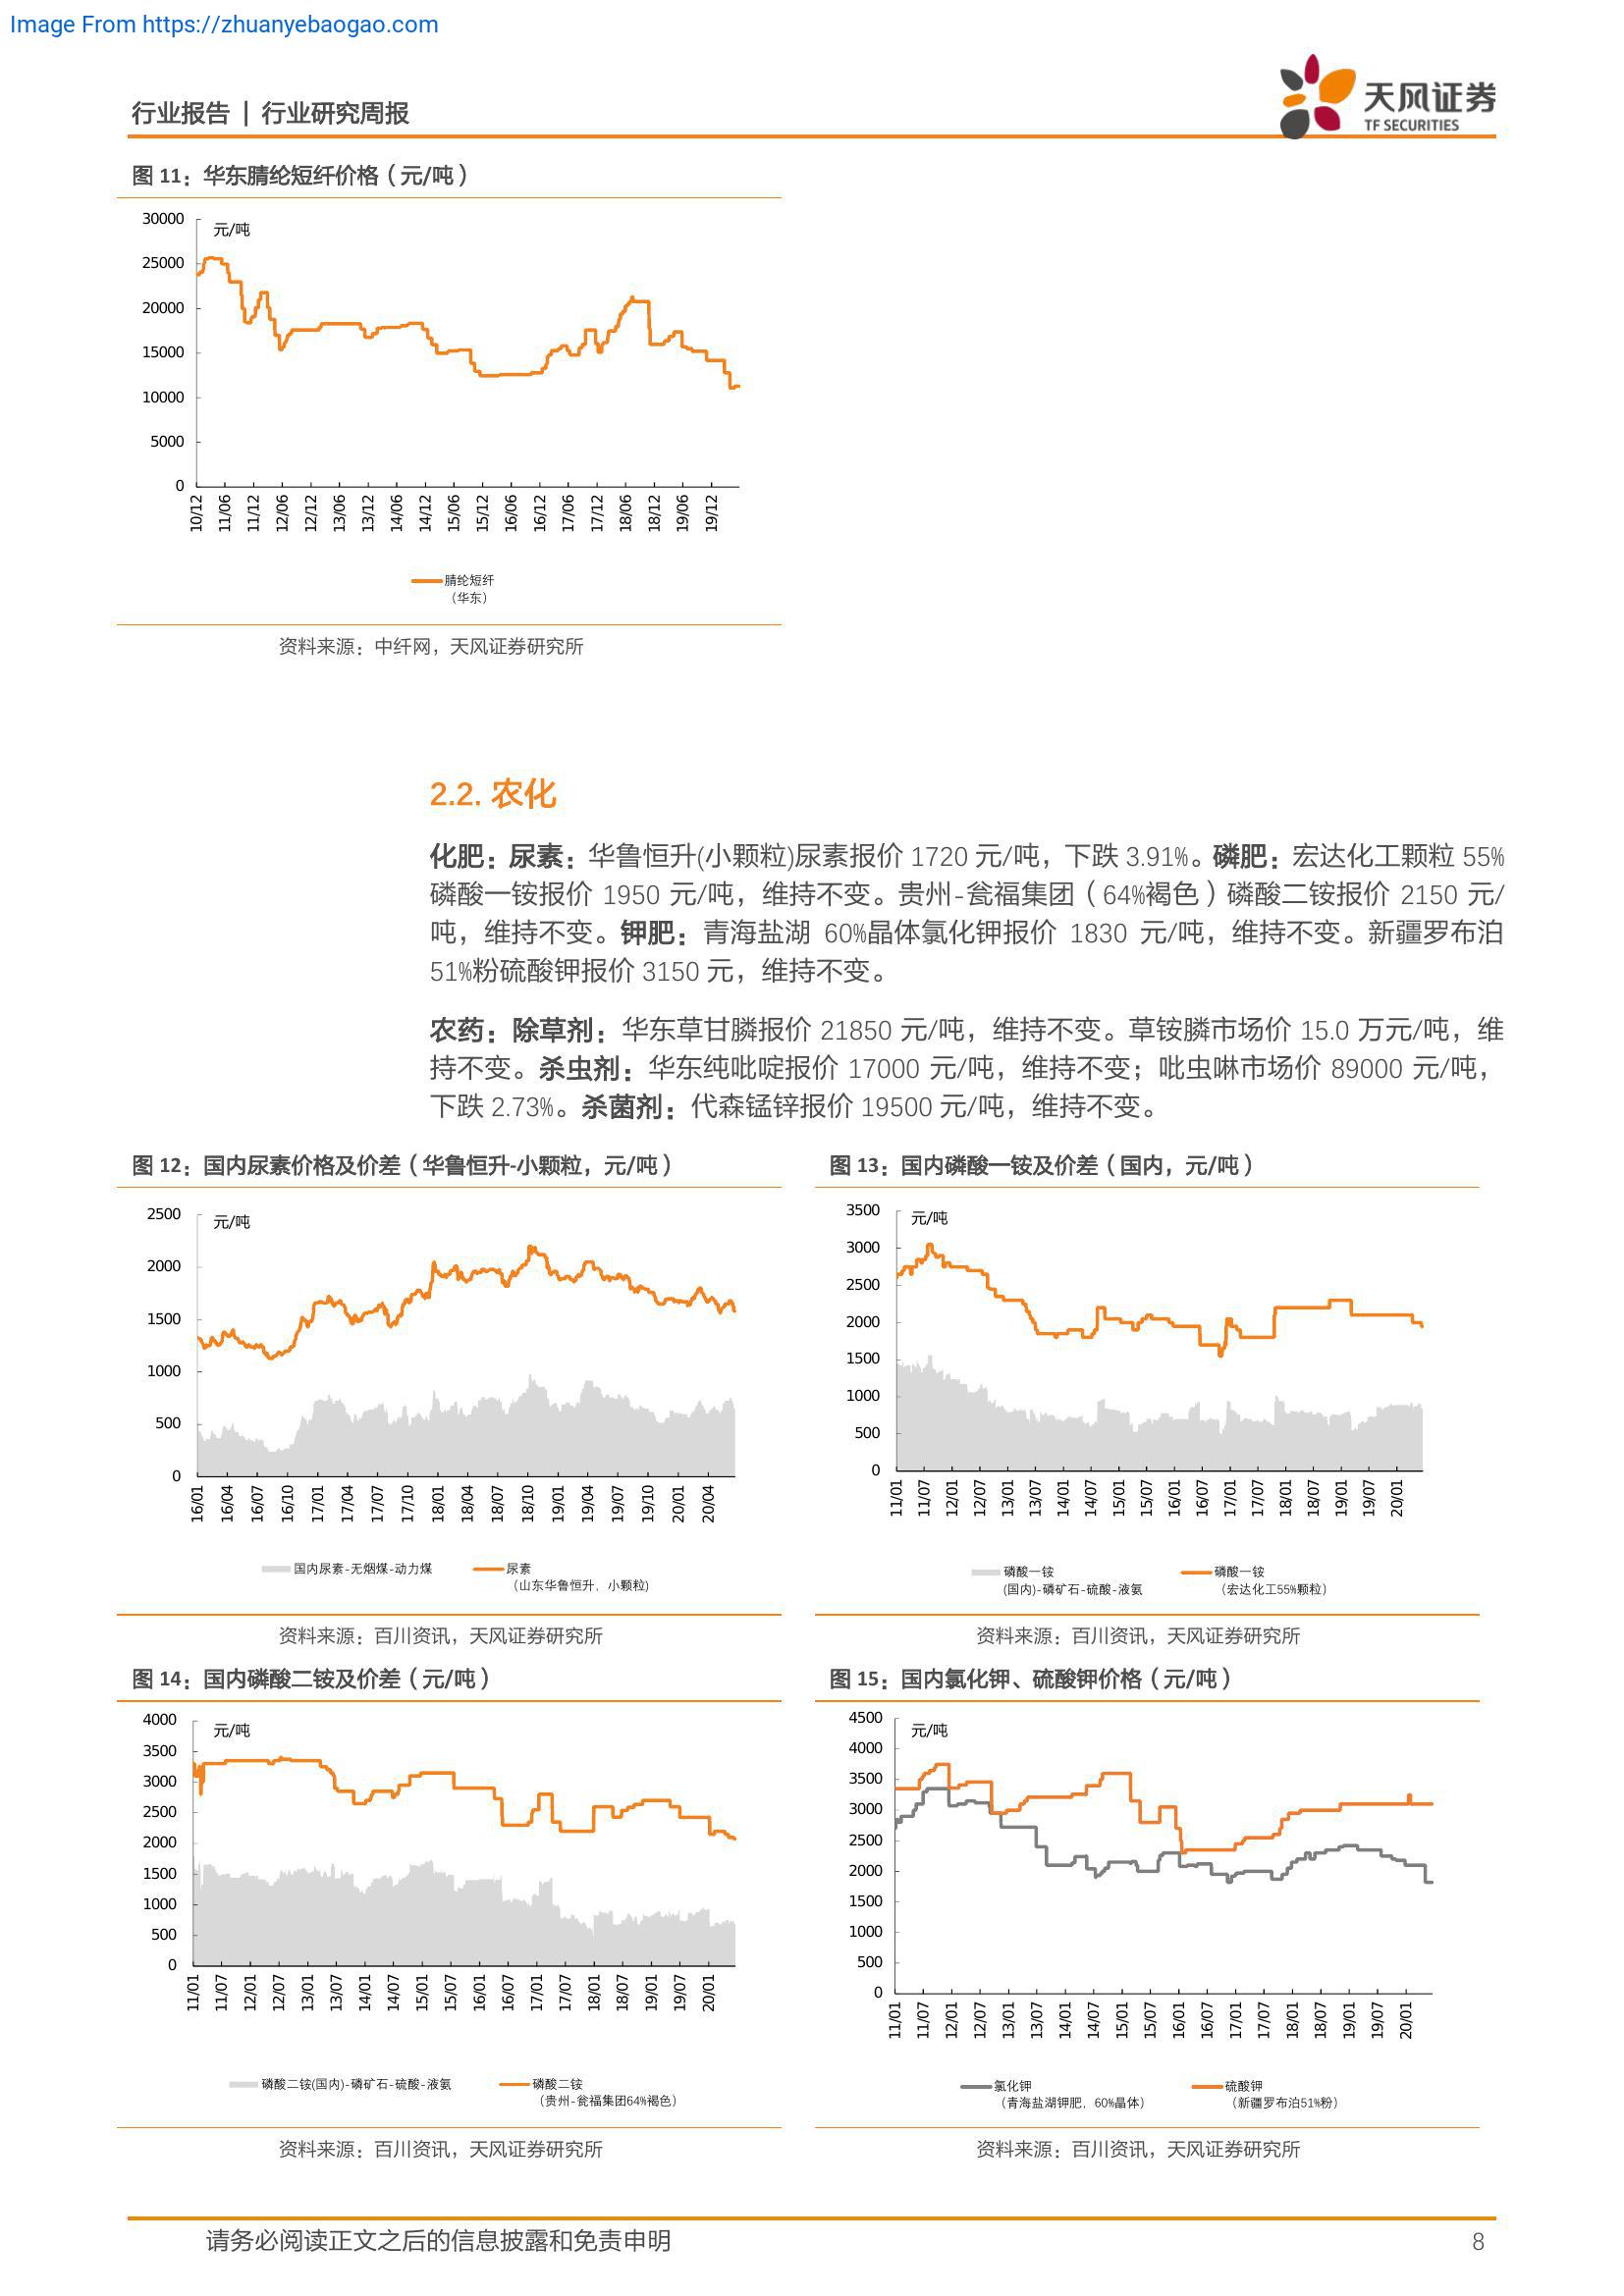 Image From https://zhuanyebaogao.com
行业报告 | 行业研究周报
天风证券
TF SECURITIES
图 11：华东腈纶短纤价格（元/吨）
元/吨
30000
25000
20000
15000
10000
5000
0
10/12 11/06 11/12 12/06 12/12 13/06 13/12 14/06 14/12 15/06 15/12 16/06 16/12 17/06 17/12 18/06 18/12 19/06 19/12
腈纶短纤
（华东）
资料来源：中纤网，天风证券研究所
2.2. 农化
化肥：尿素：华鲁恒升(小颗粒)尿素报价 1720 元/吨，下跌 3.91%。磷肥：宏达化工颗粒 55%
磷酸一铵报价 1950 元/吨，维持不变。贵州-瓮福集团（64%褐色）磷酸二铵报价 2150 元/
吨，维持不变。钾肥：青海盐湖 60%晶体氯化钾报价 1830 元/吨，维持不变。新疆罗布泊
51%粉硫酸钾报价 3150 元，维持不变。
农药：除草剂：华东草甘膦报价 21850 元/吨，维持不变。草铵膦市场价 15.0 万元/吨，维
持不变。杀虫剂：华东纯吡啶报价 17000 元/吨，维持不变；吡虫啉市场价 89000 元/吨，
下跌 2.73%。杀菌剂：代森锰锌报价 19500 元/吨，维持不变。
图 12：国内尿素价格及价差（华鲁恒升-小颗粒，元/吨）
元/吨
2500
2000
1500
1000
500
0
16/01 16/04 16/07 16/10 17/01 17/04 17/07 17/10 18/01 18/04 18/07 18/10 19/01 19/04 19/07 19/10 20/01 20/04
国内尿素-无烟煤-动力煤
尿素
（山东华鲁恒升，小颗粒)
资料来源：百川资讯，天风证券研究所
图 13：国内磷酸一铵及价差（国内，元/吨）
元/吨
3500
3000
2500
2000
1500
1000
500
0
11/01 11/07 12/01 12/07 13/01 13/07 14/01 14/07 15/01 15/07 16/01 16/07 17/01 17/07 18/01 18/07 19/01 19/07 20/01
磷酸一铵
(国内)-磷矿石-硫酸-液氨
磷酸一铵
（宏达化工55%颗粒）
资料来源：百川资讯，天风证券研究所
图 14：国内磷酸二铵及价差（元/吨）
元/吨
4000
3500
3000
2500
2000
1500
1000
500
0
11/01 11/07 12/01 12/07 13/01 13/07 14/01 14/07 15/01 15/07 16/01 16/07 17/01 17/07 18/01 18/07 19/01 19/07 20/01
磷酸二铵(国内)-磷矿石-硫酸-液氨
磷酸二铵
（贵州-瓮福集团64%褐色）
资料来源：百川资讯，天风证券研究所
图 15：国内氯化钾、硫酸钾价格（元/吨）
元/吨
4500
4000
3500
3000
2500
2000
1500
1000
500
0
11/01 11/07 12/01 12/07 13/01 13/07 14/01 14/07 15/01 15/07 16/01 16/07 17/01 17/07 18/01 18/07 19/01 19/07 20/01
氯化钾
（青海盐湖钾肥，60%晶体）
硫酸钾
（新疆罗布泊51%粉）
资料来源：百川资讯，天风证券研究所
请务必阅读正文之后的信息披露和免责申明
8